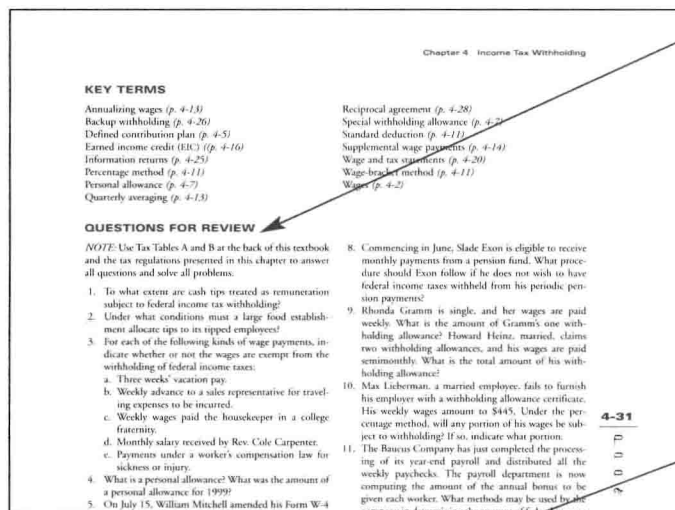 Chapter 4 Income Tax Withholding
KEY TERMS
Annualizing wages (p. 4-13)
Backup withholding (p. 4-26)
Defined contribution plan (p. 4-5)
Earned income credit (EIC) ((p. 4-16)
Information returns (p. 4-25)
Percentage method (p. 4-11)
Personal allowance (p. 4-7)
Quarterly averaging (p. 4-13)
Reciprocal agreement (p. 4-28)
Special withholding allowance (p. 4-7)
Standard deduction (p. 4-11)
Supplemental wage payments (p. 4-14)
Wage and tax statements (p. 4-20)
Wage-bracket method (p. 4-11)
Wages (p. 4-2)
QUESTIONS FOR REVIEW
NOTE: Use Tax Tables A and B at the back of this textbook
and the tax regulations presented in this chapter to answer
all questions and solve all problems.
1. To what extent are cash tips treated as remuneration
subject to federal income tax withholding?
2. Under what conditions must a large food establish-
ment allocate tips to its tipped employees?
3. For each of the following kinds of wage payments, in-
dicate whether or not the wages are exempt from the
withholding of federal income taxes:
a. Three weeks' vacation pay.
b. Weekly advance to a sales representative for travel-
ing expenses to be incurred.
c. Weekly wages paid the housekeeper in a college
fraternity.
d. Monthly salary received by Rev. Cole Carpenter.
e. Payments under a worker's compensation law for
sickness or injury.
4. What is a personal allowance? What was the amount of
a personal allowance for 1999?
5. On July 15, William Mitchell amended his Form W-4
8. Commencing in June, Slade Exon is eligible to receive
monthly payments from a pension fund. What proce-
dure should Exon follow if he does not wish to have
federal income taxes withheld from his periodic pen-
sion payments?
9. Rhonda Gramm is single, and her wages are paid
weekly. What is the amount of Gramm's one with-
holding allowance? Howard Heinz, married, claims
two withholding allowances, and his wages are paid
semimonthly. What is the total amount of his with-
holding allowance?
10. Max Lieberman, a married employee, fails to furnish
his employer with a withholding allowance certificate.
His weekly wages amount to $445. Under the per-
centage method, will any portion of his wages be sub-
ject to withholding? If so, indicate what portion.
11. The Baucus Company has just completed the process-
ing of its year-end payroll and distributed all the
weekly paychecks. The payroll department is now
computing the amount of the annual bonus to be
given each worker. What methods may be used by the
4-31